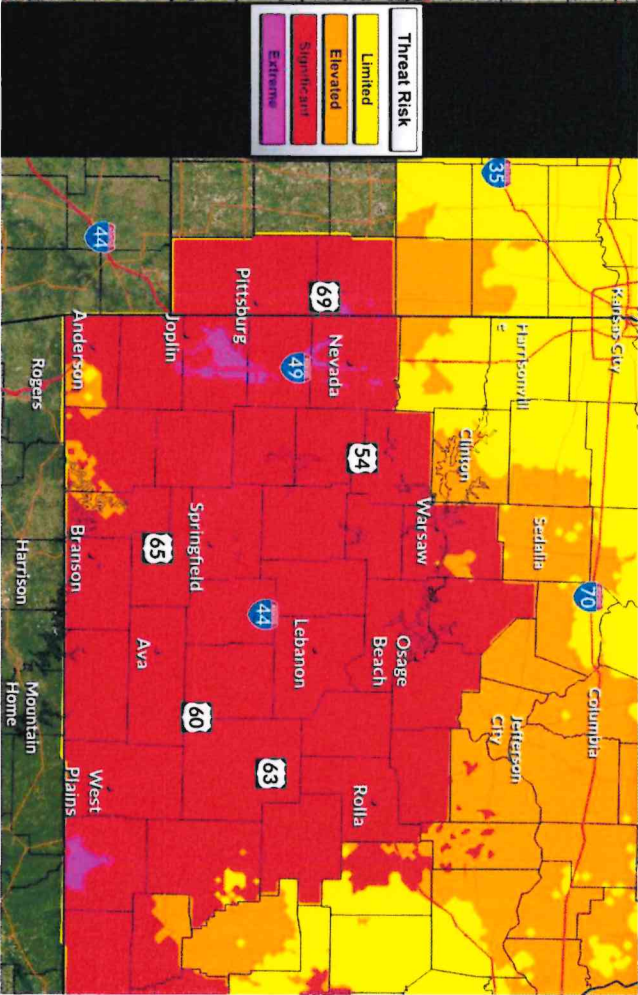 Threat Risk
Limited
Elevated
Significant
Extreme
35
Kansas City
Harrisonvill
e
Clinton
Sedalia
70
Columbia
Jefferson
City
Warsaw
Osage
Beach
69
Nevada
54
Pittsburg
49
Lebanon
Rolla
44
Joplin
Springfield
44
63
60
65
Anderson
Branson
Ava
West
Plains
Rogers
Harrison
Mountain
Home